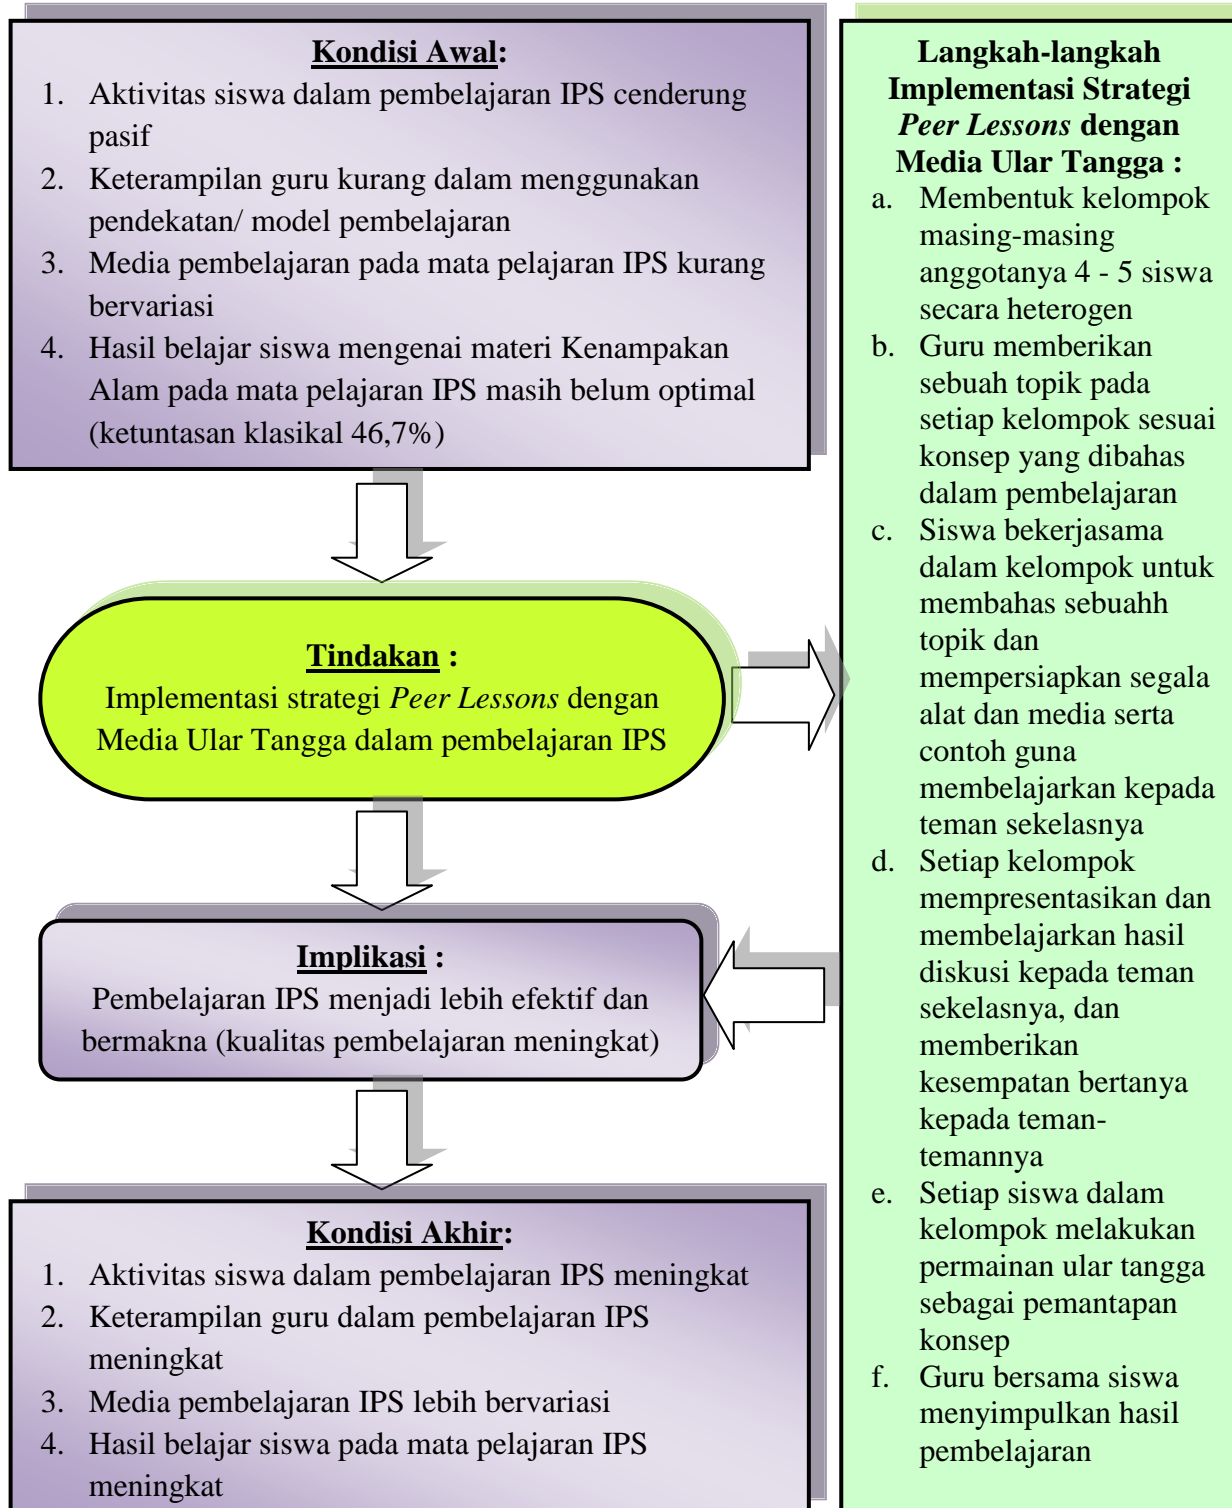 Kondisi Awal:
1. Aktivitas siswa dalam pembelajaran IPS cenderung
pasif
2. Keterampilan guru kurang dalam menggunakan
pendekatan/ model pembelajaran
3. Media pembelajaran pada mata pelajaran IPS kurang
bervariasi
4. Hasil belajar siswa mengenai materi Kenampakan
Alam pada mata pelajaran IPS masih belum optimal
(ketuntasan klasikal 46,7%)
Tindakan :
Implementasi strategi Peer Lessons dengan
Media Ular Tangga dalam pembelajaran IPS
Implikasi :
Pembelajaran IPS menjadi lebih efektif dan
bermakna (kualitas pembelajaran meningkat)
Kondisi Akhir:
1. Aktivitas siswa dalam pembelajaran IPS meningkat
2. Keterampilan guru dalam pembelajaran IPS
meningkat
3. Media pembelajaran IPS lebih bervariasi
4. Hasil belajar siswa pada mata pelajaran IPS
meningkat
Langkah-langkah
Implementasi Strategi
Peer Lessons dengan
Media Ular Tangga :
a. Membentuk kelompok
masing-masing
anggotanya 4 - 5 siswa
secara heterogen
b. Guru memberikan
sebuah topik pada
setiap kelompok sesuai
konsep yang dibahas
dalam pembelajaran
c. Siswa bekerjasama
dalam kelompok untuk
membahas sebuahh
topik dan
mempersiapkan segala
alat dan media serta
contoh guna
membelajarkan kepada
teman sekelasnya
d. Setiap kelompok
mempresentasikan dan
membelajarkan hasil
diskusi kepada teman
sekelasnya, dan
memberikan
kesempatan bertanya
kepada teman-
temannya
e. Setiap siswa dalam
kelompok melakukan
permainan ular tangga
sebagai pemantapan
konsep
f. Guru bersama siswa
menyimpulkan hasil
pembelajaran